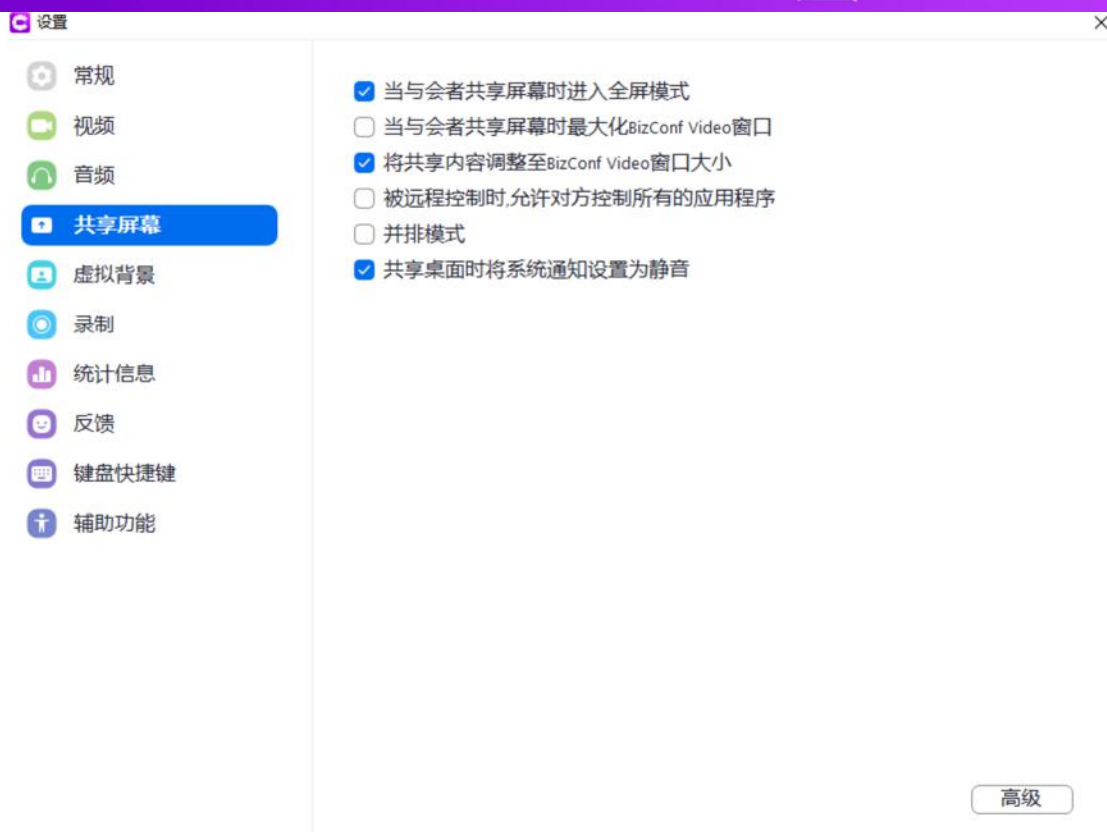 设置
常规
视频
音频
共享屏幕
虚拟背景
录制
统计信息
反馈
键盘快捷键
辅助功能
当与会者共享屏幕时进入全屏模式
当与会者共享屏幕时最大化BizConf Video窗口
将共享内容调整至BizConf Video窗口大小
被远程控制时,允许对方控制所有的应用程序
并排模式
共享桌面时将系统通知设置为静音
高级